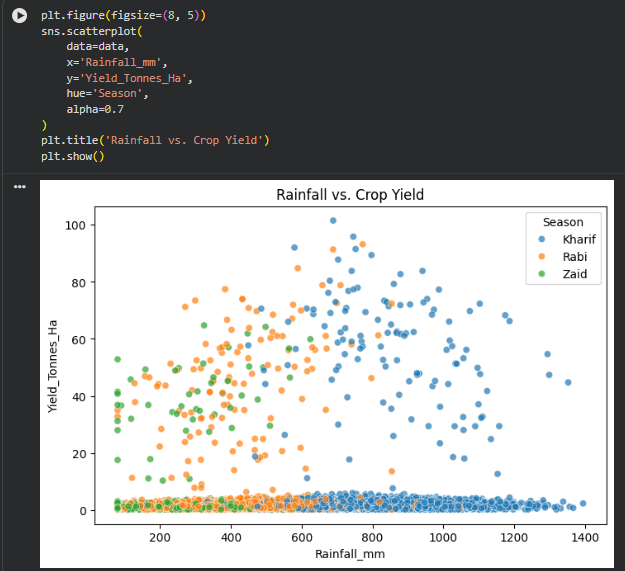 plt.figure(figsize=(8, 5))
sns.scatterplot(
    data=data,
    x='Rainfall_mm',
    y='Yield_Tonnes_Ha',
    hue='Season',
    alpha=0.7
)
plt.title('Rainfall vs. Crop Yield')
plt.show()
Rainfall vs. Crop Yield
Season
Kharif
Rabi
Zaid
Yield_Tonnes_Ha
100
80
60
40
20
0
200 400 600 800 1000 1200 1400
Rainfall_mm